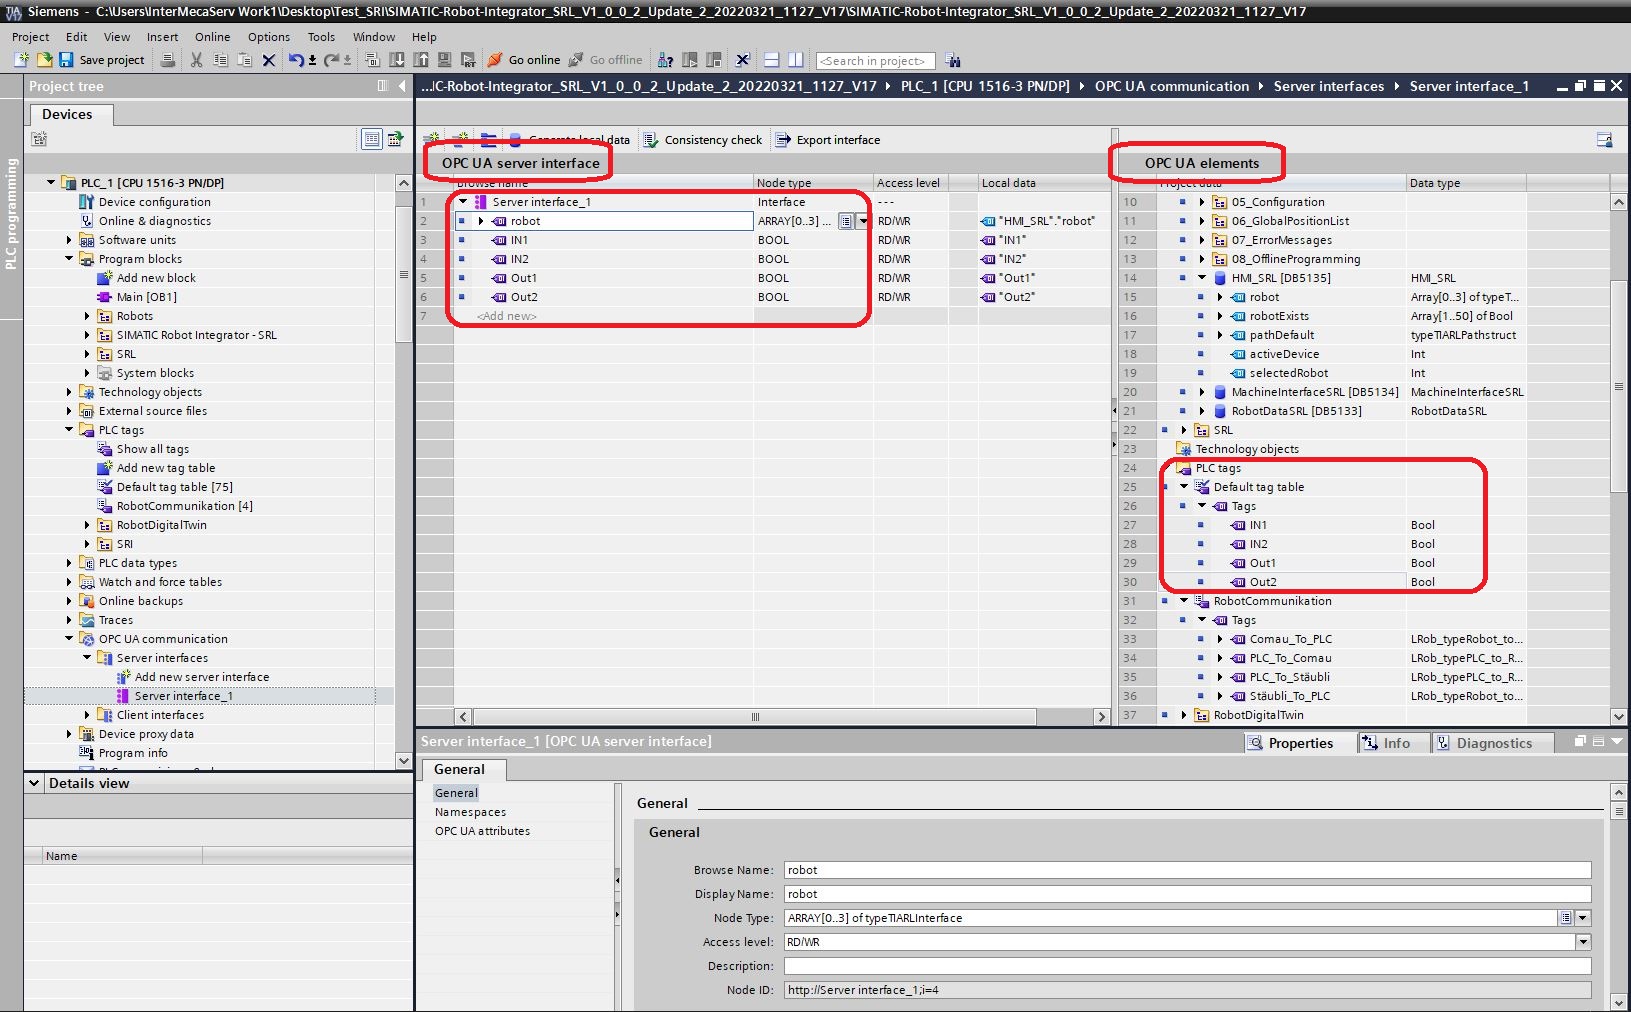 Siemens - C:\Users\InterMecaServ Work1\Desktop\Test_SRI\SIMATIC-Robot-Integrator_SRL_V1_0_0_2_Update_2_20220321_1127_V17\SIMATIC-Robot-Integrator_SRL_V1_0_0_2_Update_2_20220321_1127_V17
Project Edit View Insert Online Options Tools Window Help
Save project Go online Go offline <Search in project>
Project tree
...IC-Robot-Integrator_SRL_V1_0_0_2_Update_2_20220321_1127_V17 PLC_1 [CPU 1516-3 PN/DP] OPC UA communication Server interfaces Server interface_1
Devices
PLC programming
PLC_1 [CPU 1516-3 PN/DP]
Device configuration
Online & diagnostics
Software units
Program blocks
Add new block
Main [OB1]
Robots
SIMATIC Robot Integrator - SRL
SRL
System blocks
Technology objects
External source files
PLC tags
Show all tags
Add new tag table
Default tag table [75]
RobotCommunikation [4]
RobotDigitalTwin
SRI
PLC data types
Watch and force tables
Online backups
Traces
OPC UA communication
Server interfaces
Add new server interface
Server interface_1
Client interfaces
Device proxy data
Program info
Details view
Name
Generate local data Consistency check Export interface
OPC UA server interface
Browse name Node type Access level Local data
1 Server interface_1 Interface ---
2 robot ARRAY[0..3] ... RD/WR "HMI_SRL"."robot"
3 IN1 BOOL RD/WR "IN1"
4 IN2 BOOL RD/WR "IN2"
5 Out1 BOOL RD/WR "Out1"
6 Out2 BOOL RD/WR "Out2"
7 <Add new>
OPC UA elements
Project data Data type
10 05_Configuration
11 06_GlobalPositionList
12 07_ErrorMessages
13 08_OfflineProgramming
14 HMI_SRL [DB5135] HMI_SRL
15 robot Array[0..3] of typeT...
16 robotExists Array[1..50] of Bool
17 pathDefault typeTIARLPathstruct
18 activeDevice Int
19 selectedRobot Int
20 MachineInterfaceSRL [DB5134] MachineInterfaceSRL
21 RobotDataSRL [DB5133] RobotDataSRL
22 SRL
23 Technology objects
24 PLC tags
25 Default tag table
26 Tags
27 IN1 Bool
28 IN2 Bool
29 Out1 Bool
30 Out2 Bool
31 RobotCommunikation
32 Tags
33 Comau_To_PLC LRob_typeRobot_to...
34 PLC_To_Comau LRob_typePLC_to_R...
35 PLC_To_Stäubli LRob_typePLC_to_R...
36 Stäubli_To_PLC LRob_typeRobot_to...
37 RobotDigitalTwin
Server interface_1 [OPC UA server interface]
Properties Info Diagnostics
General
General
Namespaces
OPC UA attributes
General
General
Browse Name: robot
Display Name: robot
Node Type: ARRAY[0..3] of typeTIARLInterface
Access level: RD/WR
Description:
Node ID: http://Server interface_1;i=4